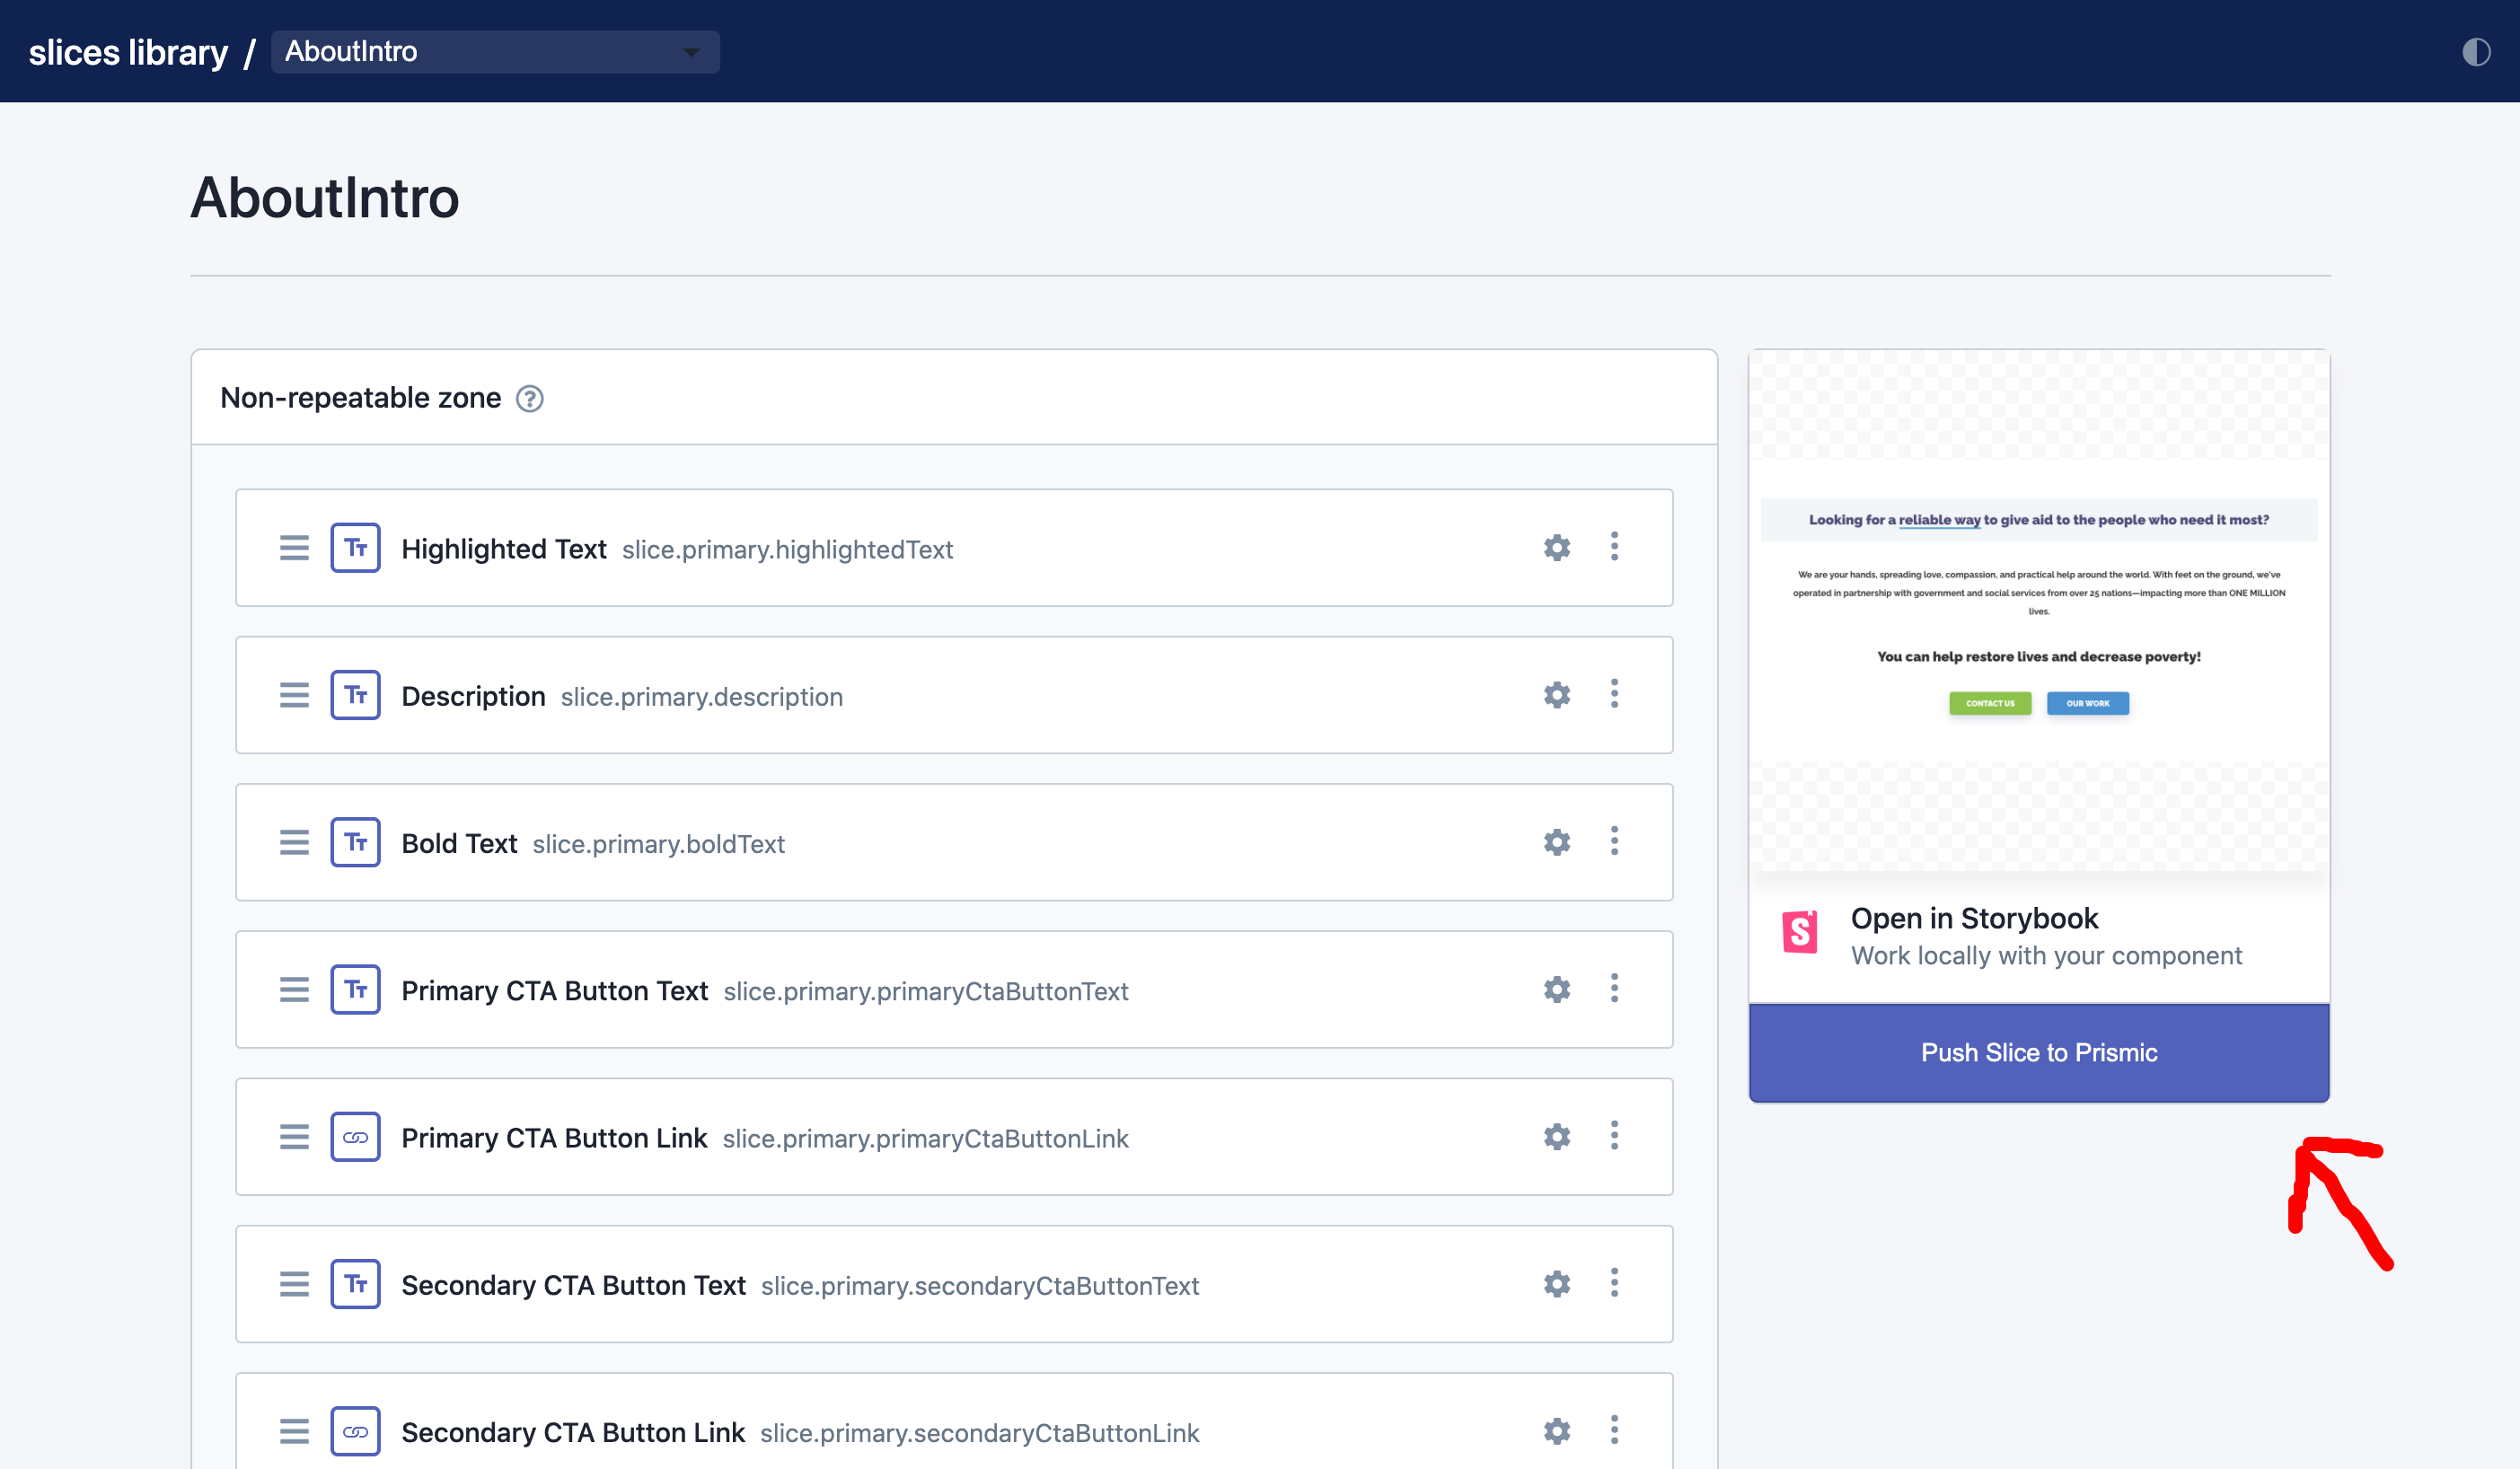 slices library / AboutIntro
AboutIntro
Non-repeatable zone ?
Tт Highlighted Text slice.primary.highlightedText
Tт Description slice.primary.description
Tт Bold Text slice.primary.boldText
Tт Primary CTA Button Text slice.primary.primaryCtaButtonText
Primary CTA Button Link slice.primary.primaryCtaButtonLink
Tт Secondary CTA Button Text slice.primary.secondaryCtaButtonText
Secondary CTA Button Link slice.primary.secondaryCtaButtonLink
Looking for a reliable way to give aid to the people who need it most?
We are your hands, spreading love, compassion, and practical help around the world. With feet on the ground, we've
operated in partnership with government and social services from over 25 nations—impacting more than ONE MILLION
lives.
You can help restore lives and decrease poverty!
CONTACT US OUR WORK
S Open in Storybook
Work locally with your component
Push Slice to Prismic